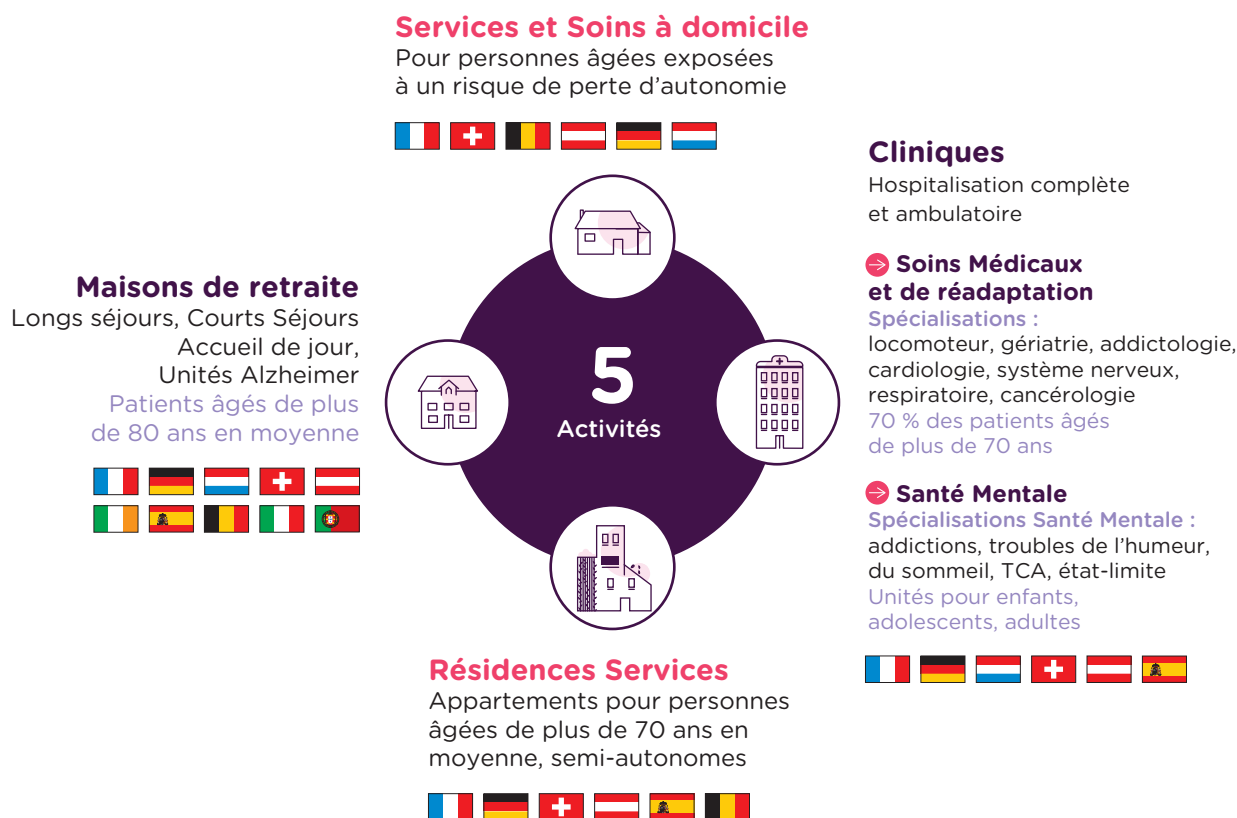 Services et Soins à domicile
Pour personnes âgées exposées
à un risque de perte d’autonomie
Cliniques
Hospitalisation complète
et ambulatoire
Soins Médicaux
et de réadaptation
Spécialisations :
locomoteur, gériatrie, addictologie,
cardiologie, système nerveux,
respiratoire, cancérologie
70 % des patients âgés
de plus de 70 ans
Santé Mentale
Spécialisations Santé Mentale :
addictions, troubles de l’humeur,
du sommeil, TCA, état-limite
Unités pour enfants,
adolescents, adultes
Maisons de retraite
Longs séjours, Courts Séjours
Accueil de jour,
Unités Alzheimer
Patients âgés de plus
de 80 ans en moyenne
5
Activités
Résidences Services
Appartements pour personnes
âgées de plus de 70 ans en
moyenne, semi-autonomes